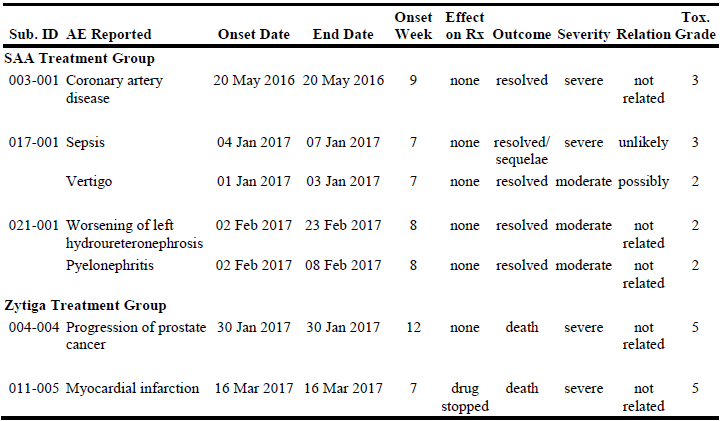 Onset Effect Tox.
Sub. ID AE Reported Onset Date End Date Week on Rx Outcome Severity Relation Grade
SAA Treatment Group
003-001 Coronary artery 20 May 2016 20 May 2016 9 none resolved severe not 3
disease related
017-001 Sepsis 04 Jan 2017 07 Jan 2017 7 none resolved/ severe unlikely 3
sequelae
Vertigo 01 Jan 2017 03 Jan 2017 7 none resolved moderate possibly 2
021-001 Worsening of left 02 Feb 2017 23 Feb 2017 8 none resolved moderate not 2
hydroureteronephrosis related
Pyelonephritis 02 Feb 2017 08 Feb 2017 8 none resolved moderate not 2
related
Zytiga Treatment Group
004-004 Progression of prostate 30 Jan 2017 30 Jan 2017 12 none death severe not 5
cancer related
011-005 Myocardial infarction 16 Mar 2017 16 Mar 2017 7 drug death severe not 5
stopped related